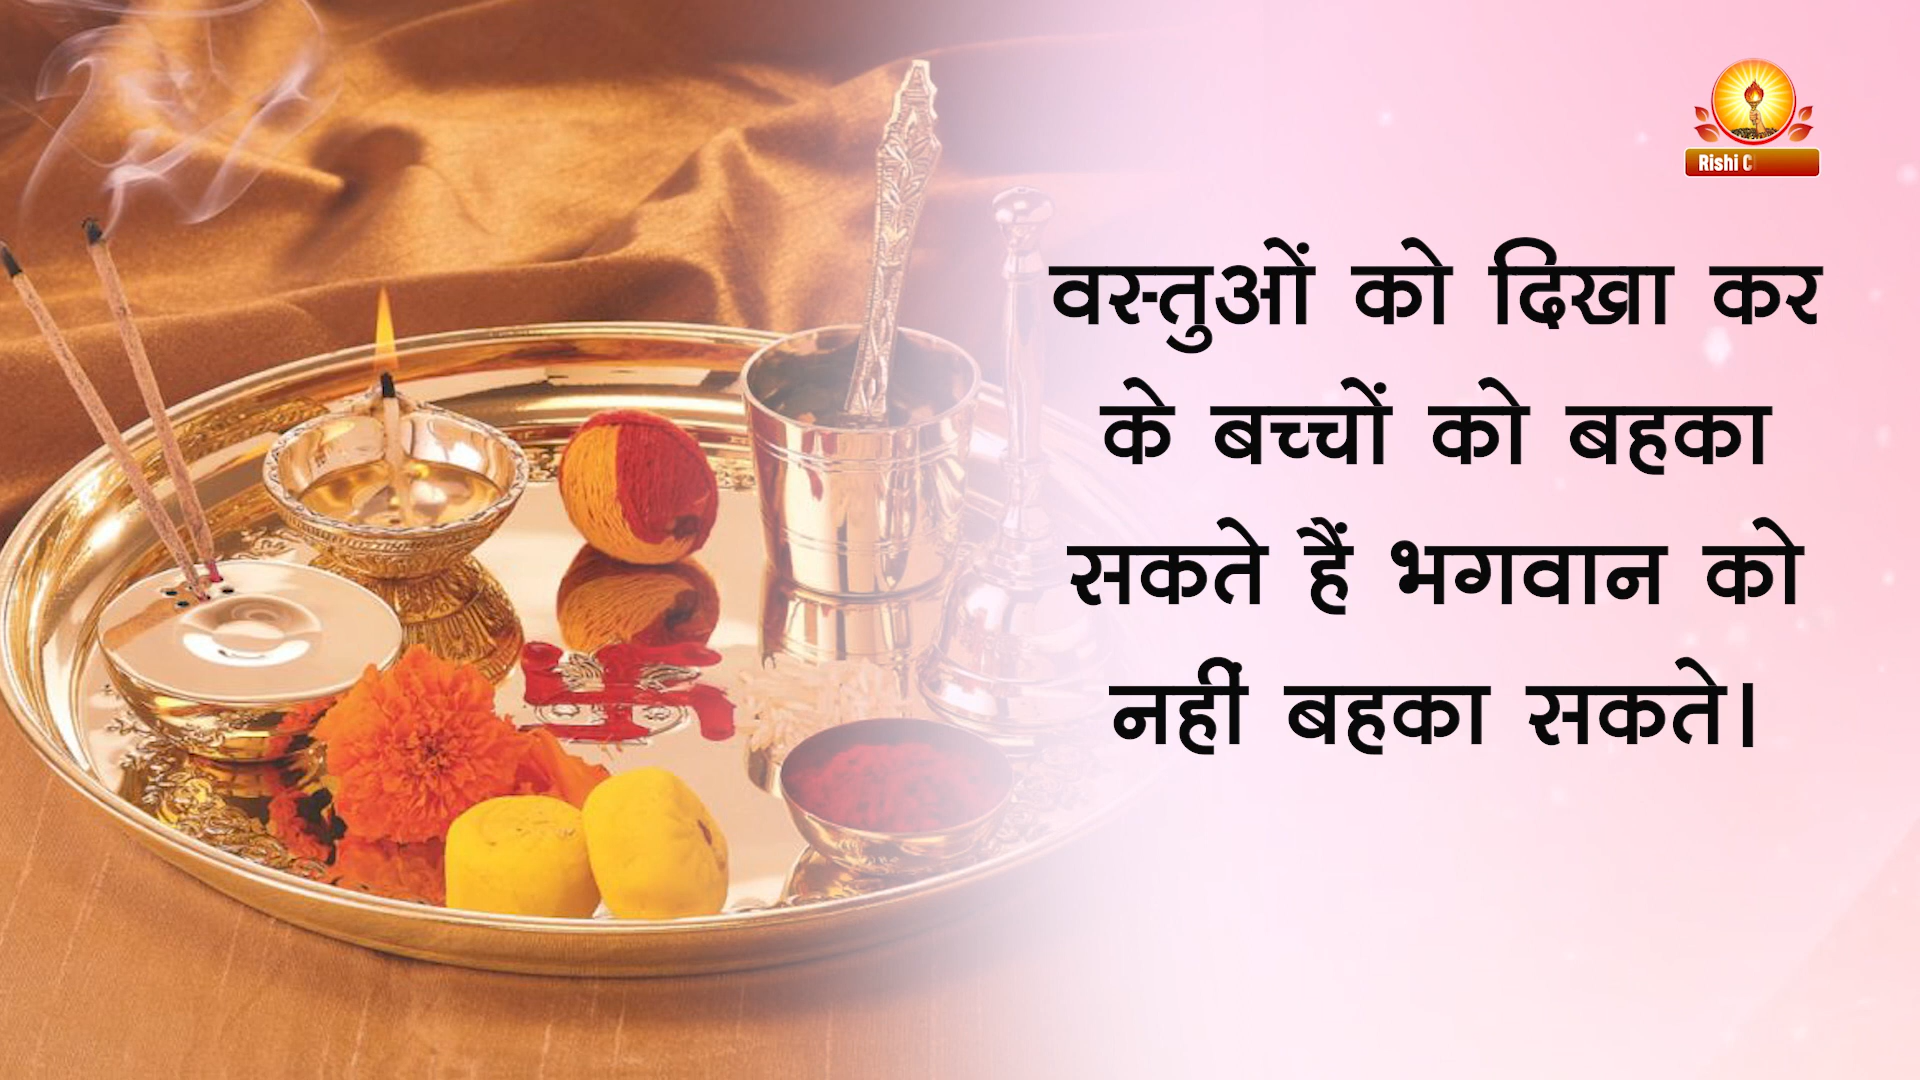 Rishi C
वस्तुओं को दिखा कर
के बच्चों को बहका
सकते हैं भगवान को
नहीं बहका सकते।